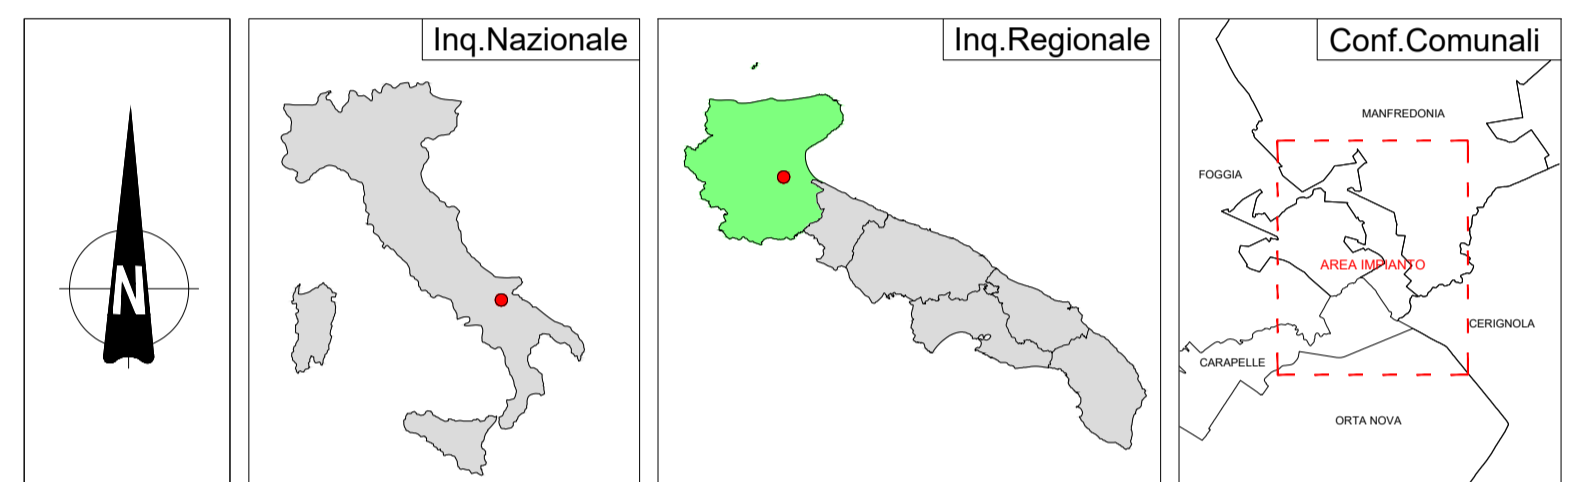 N
Inq.Nazionale
Inq.Regionale
Conf.Comunali
MANFREDONIA
FOGGIA
AREA IMPIANTO
CERIGNOLA
CARAPELLE
ORTA NOVA